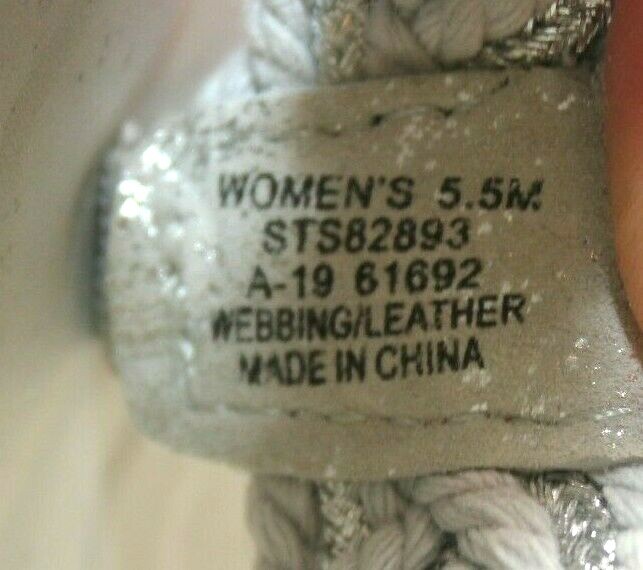 WOMEN'S 5.5M
STS82893
A-19 61692
WEBBING/LEATHER
MADE IN CHINA